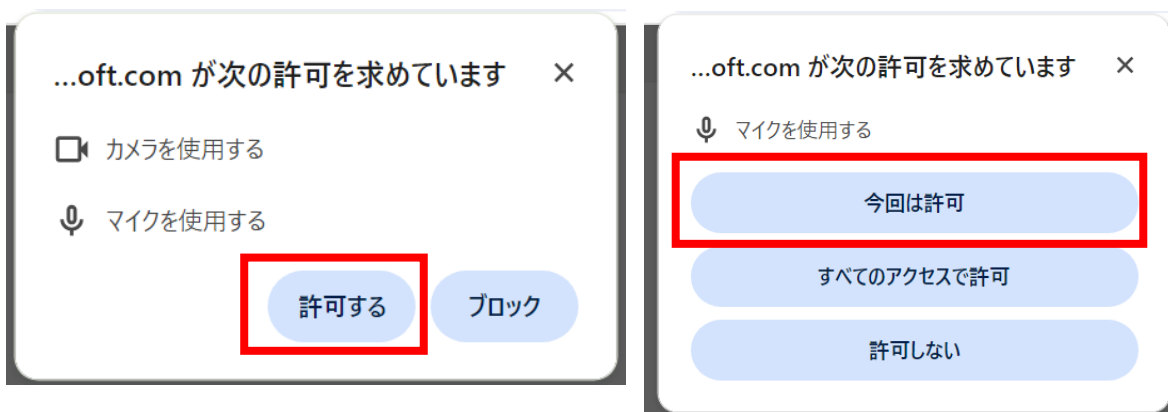 ...oft.com が次の許可を求めています
カメラを使用する
マイクを使用する
許可する
ブロック
...oft.com が次の許可を求めています
マイクを使用する
今回は許可
すべてのアクセスで許可
許可しない